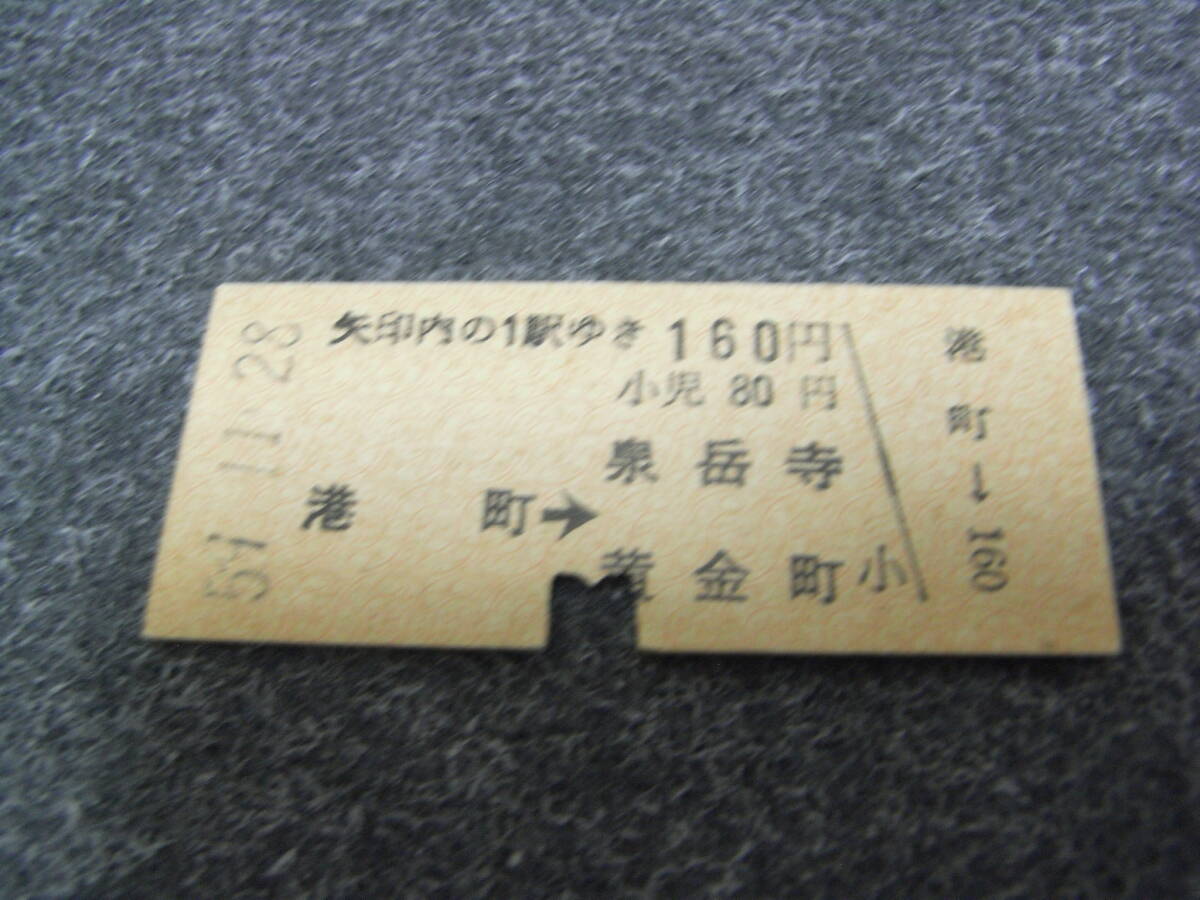 矢印内の1駅ゆき 160円
小児 80 円
泉岳寺
港町→
黄金町 小
港町→160
54.11.28